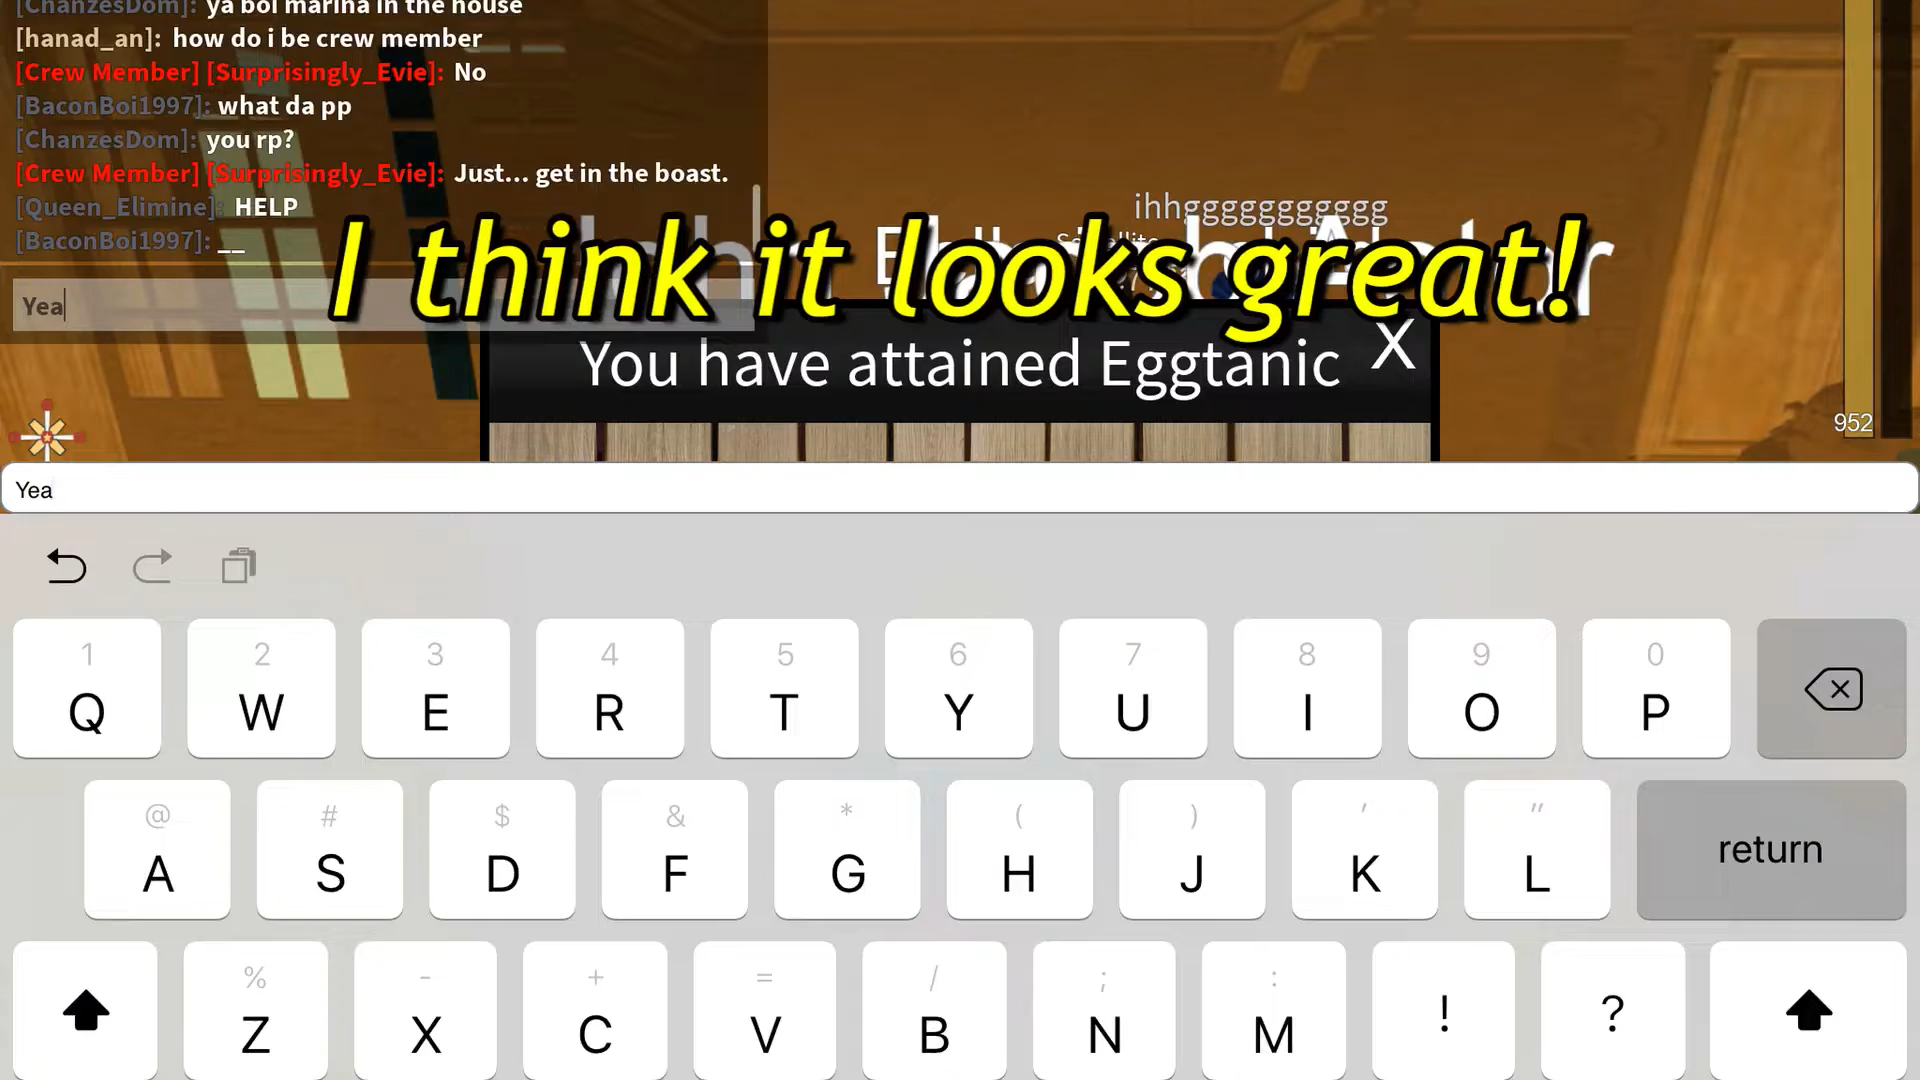 [ChanzesDom]: ya boi marina in the house
[hanad_an]: how do i be crew member
[Crew Member] [Surprisingly_Evie]: No
[BaconBoi1997]: what da pp
[ChanzesDom]: you rp?
[Crew Member] [Surprisingly_Evie]: Just... get in the boast.
[Queen_Elimine]: HELP
[BaconBoi1997]: __
ihhggggggggggg
I think it looks great!
Yea
You have attained Eggtanic X
952
Yea
1 2 3 4 5 6 7 8 9 0
Q W E R T Y U I O P
@ # $ & * ( ) ' "
A S D F G H J K L return
% - + = / ; :
Z X C V B N M ! ?